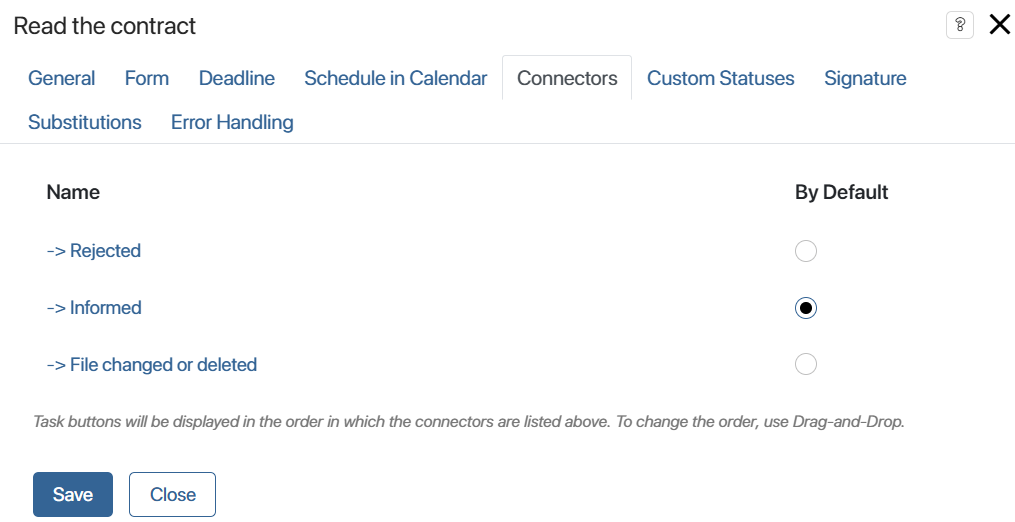 Read the contract
?
General Form Deadline Schedule in Calendar Connectors Custom Statuses Signature
Substitutions Error Handling
Name By Default
-> Rejected
-> Informed
-> File changed or deleted
Task buttons will be displayed in the order in which the connectors are listed above. To change the order, use Drag-and-Drop.
Save Close